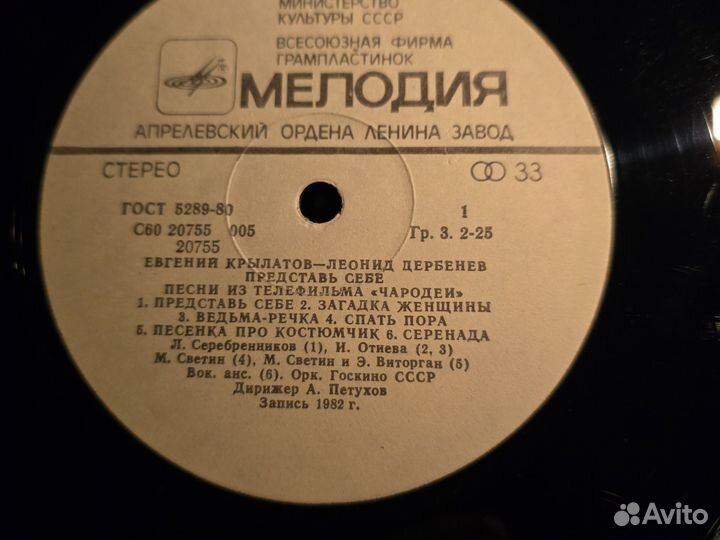 МИНИСТЕРСТВО
КУЛЬТУРЫ СССР
ВСЕСОЮЗНАЯ ФИРМА
ГРАМПЛАСТИНОК
МЕЛОДИЯ
АПРЕЛЕВСКИЙ ОРДЕНА ЛЕНИНА ЗАВОД
СТЕРЕО 33
ГОСТ 5289-80 1
С60 20755 005 Гр. 3. 2-25
20755
ЕВГЕНИЙ КРЫЛАТОВ—ЛЕОНИД ДЕРБЕНЕВ
ПРЕДСТАВЬ СЕБЕ
ПЕСНИ ИЗ ТЕЛЕФИЛЬМА «ЧАРОДЕИ»
1. ПРЕДСТАВЬ СЕБЕ 2. ЗАГАДКА ЖЕНЩИНЫ
3. ВЕДЬМА-РЕЧКА 4. СПАТЬ ПОРА
5. ПЕСЕНКА ПРО КОСТЮМЧИК 6. СЕРЕНАДА
Л. Серебренников (1), И. Отиева (2, 3)
М. Светин (4), М. Светин и Э. Виторган (5)
Вок. анс. (6). Орк. Госкино СССР
Дирижер А. Петухов
Запись 1982 г.
Avito